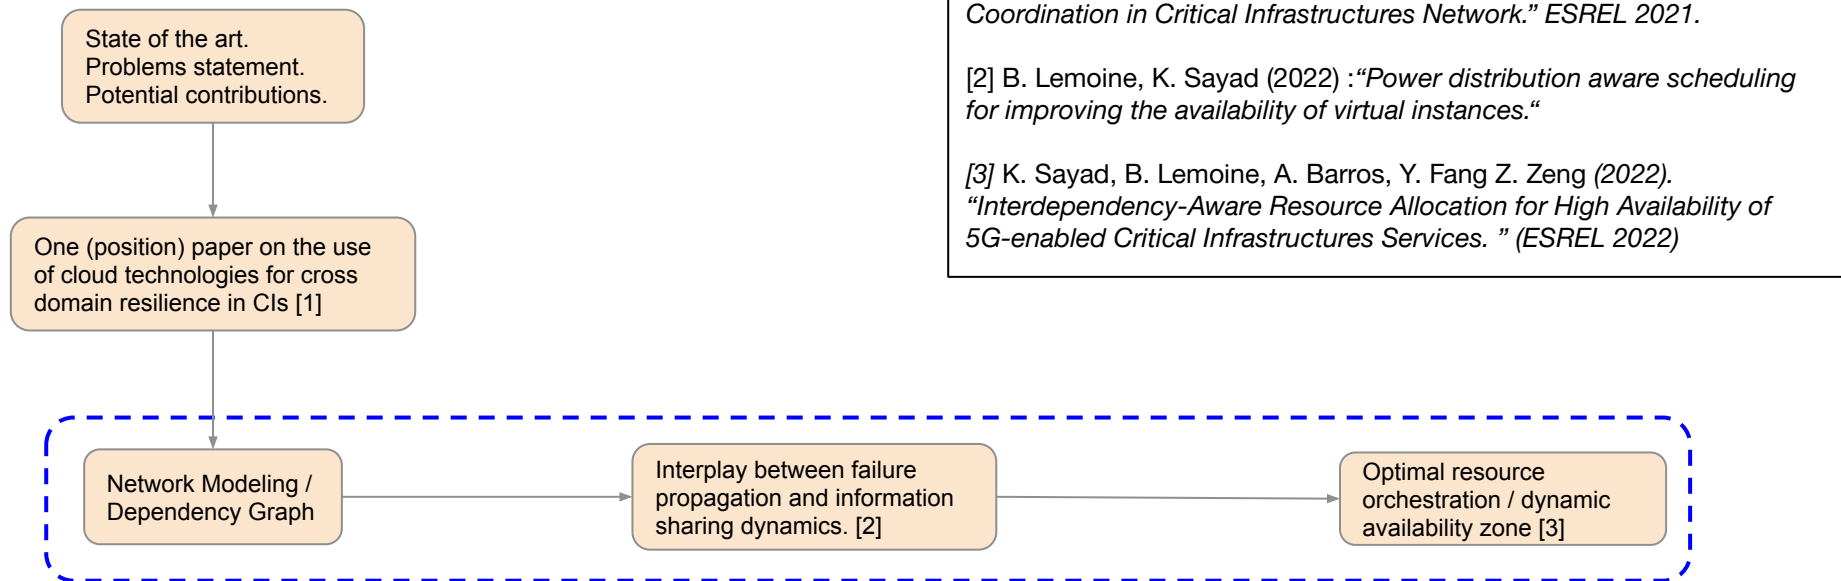 State of the art.
Problems statement.
Potential contributions.
One (position) paper on the use
of cloud technologies for cross
domain resilience in CIs [1]
Coordination in Critical Infrastructures Network.” ESREL 2021.
[2] B. Lemoine, K. Sayad (2022) :“Power distribution aware scheduling
for improving the availability of virtual instances.“
[3] K. Sayad, B. Lemoine, A. Barros, Y. Fang Z. Zeng (2022).
“Interdependency-Aware Resource Allocation for High Availability of
5G-enabled Critical Infrastructures Services. ” (ESREL 2022)
Network Modeling /
Dependency Graph
Interplay between failure
propagation and information
sharing dynamics. [2]
Optimal resource
orchestration / dynamic
availability zone [3]